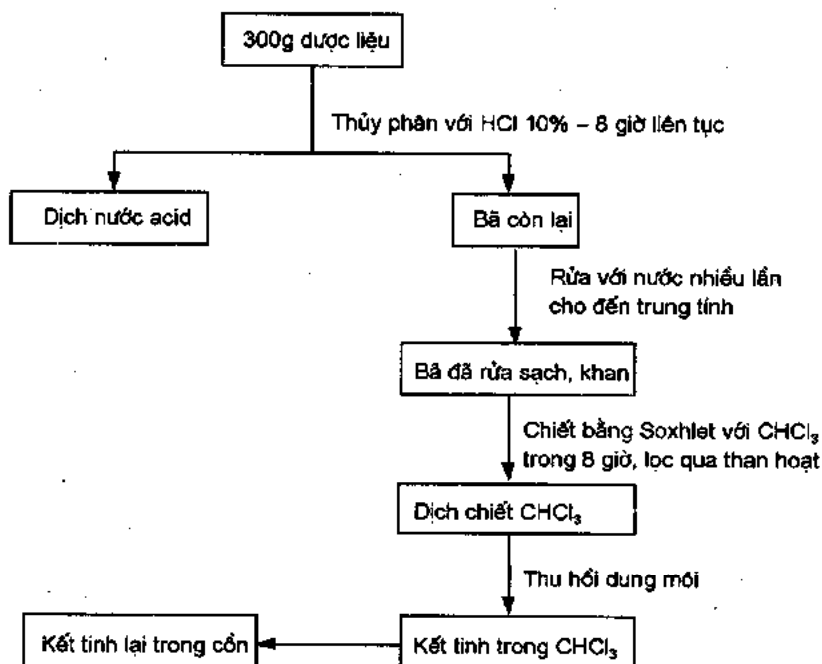 300g dược liệu
Thủy phân với HCl 10% – 8 giờ liên tục
Dịch nước acid
Bã còn lại
Rửa với nước nhiều lần
cho đến trung tính
Bã đã rửa sạch, khan
Chiết bằng Soxhlet với CHCl₃
trong 8 giờ, lọc qua than hoạt
Dịch chiết CHCl₃
Thu hồi dung môi
Kết tinh lại trong cồn
Kết tinh trong CHCl₃